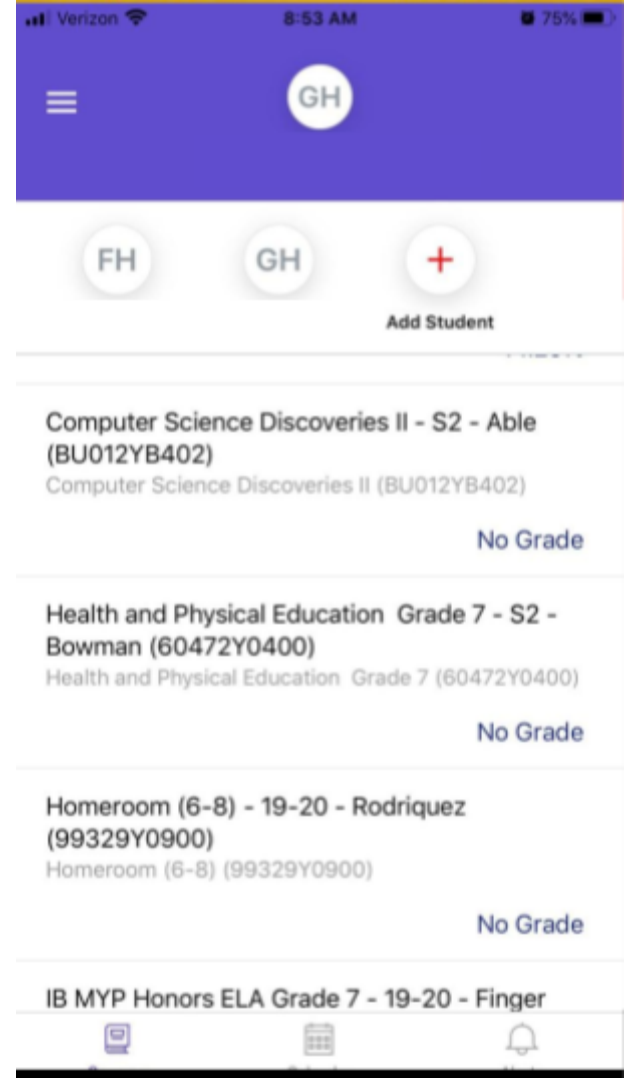 Verizon 8:53 AM 75%
GH
FH GH +
Add Student
Computer Science Discoveries II - S2 - Able
(BU012YB402)
Computer Science Discoveries II (BU012YB402)
No Grade
Health and Physical Education Grade 7 - S2 -
Bowman (60472Y0400)
Health and Physical Education Grade 7 (60472Y0400)
No Grade
Homeroom (6-8) - 19-20 - Rodriquez
(99329Y0900)
Homeroom (6-8) (99329Y0900)
No Grade
IB MYP Honors ELA Grade 7 - 19-20 - Finger